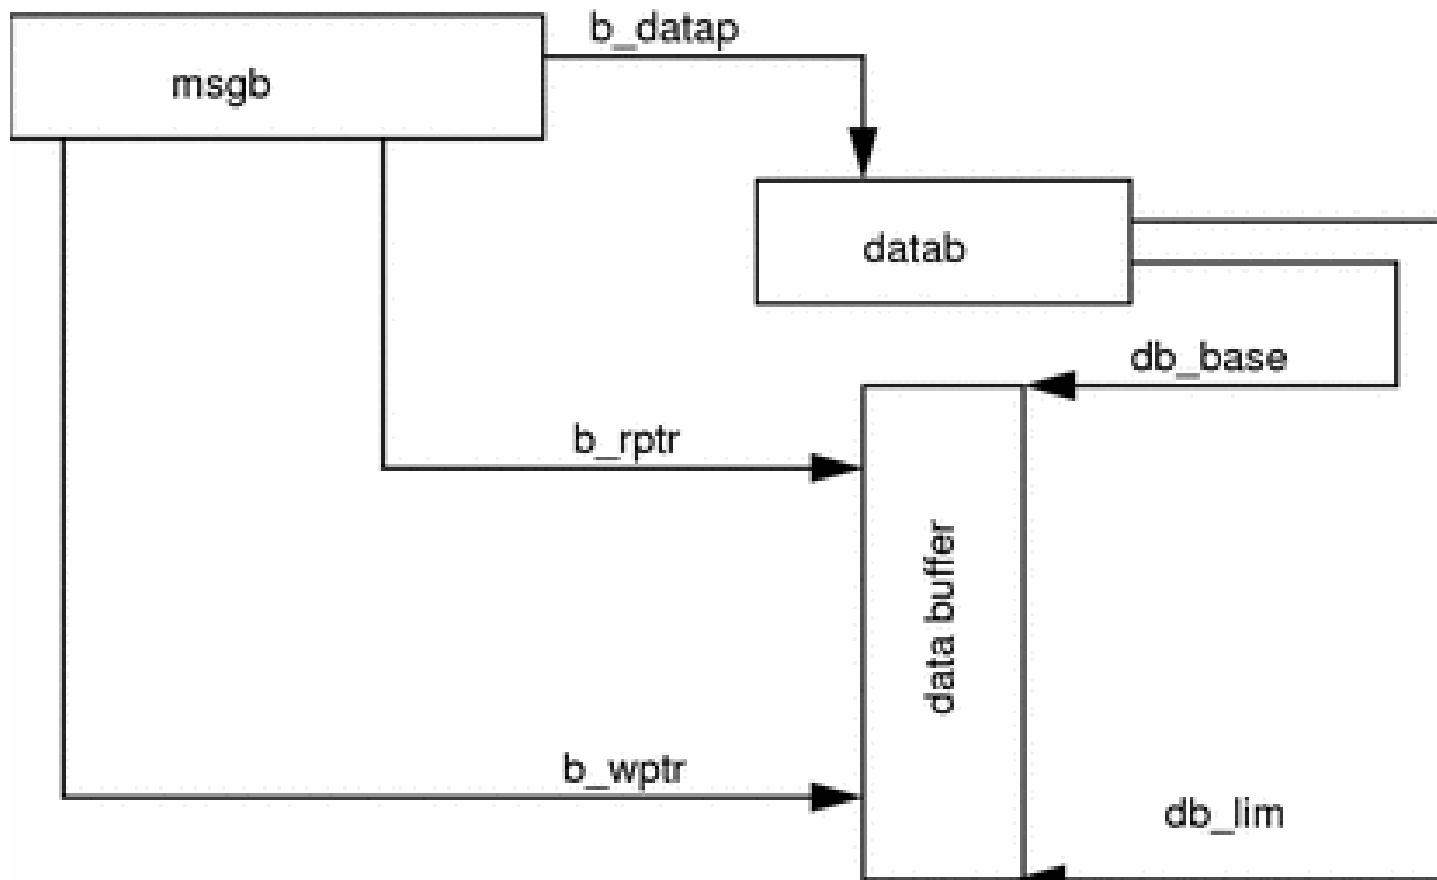 b_datap
msgb
datab
db_base
b_rptr
data buffer
b_wptr
db_lim